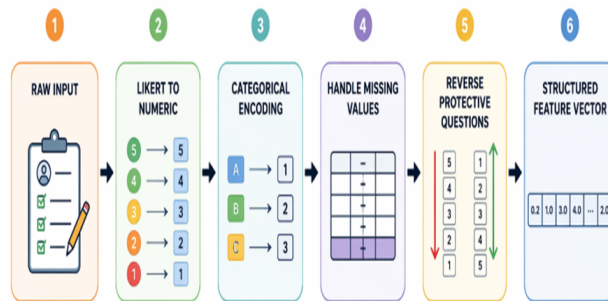 1 2 3 4 5 6
RAW INPUT
LIKERT TO
NUMERIC
5 5
4 4
3 3
2 2
1 1
CATEGORICAL
ENCODING
A 1
B 2
C 3
HANDLE MISSING
VALUES
REVERSE
PROTECTIVE
QUESTIONS
5 1
4 2
3 3
2 4
1 5
STRUCTURED
FEATURE VECTOR
0.2 1.0 3.0 4.0 ... 2.0